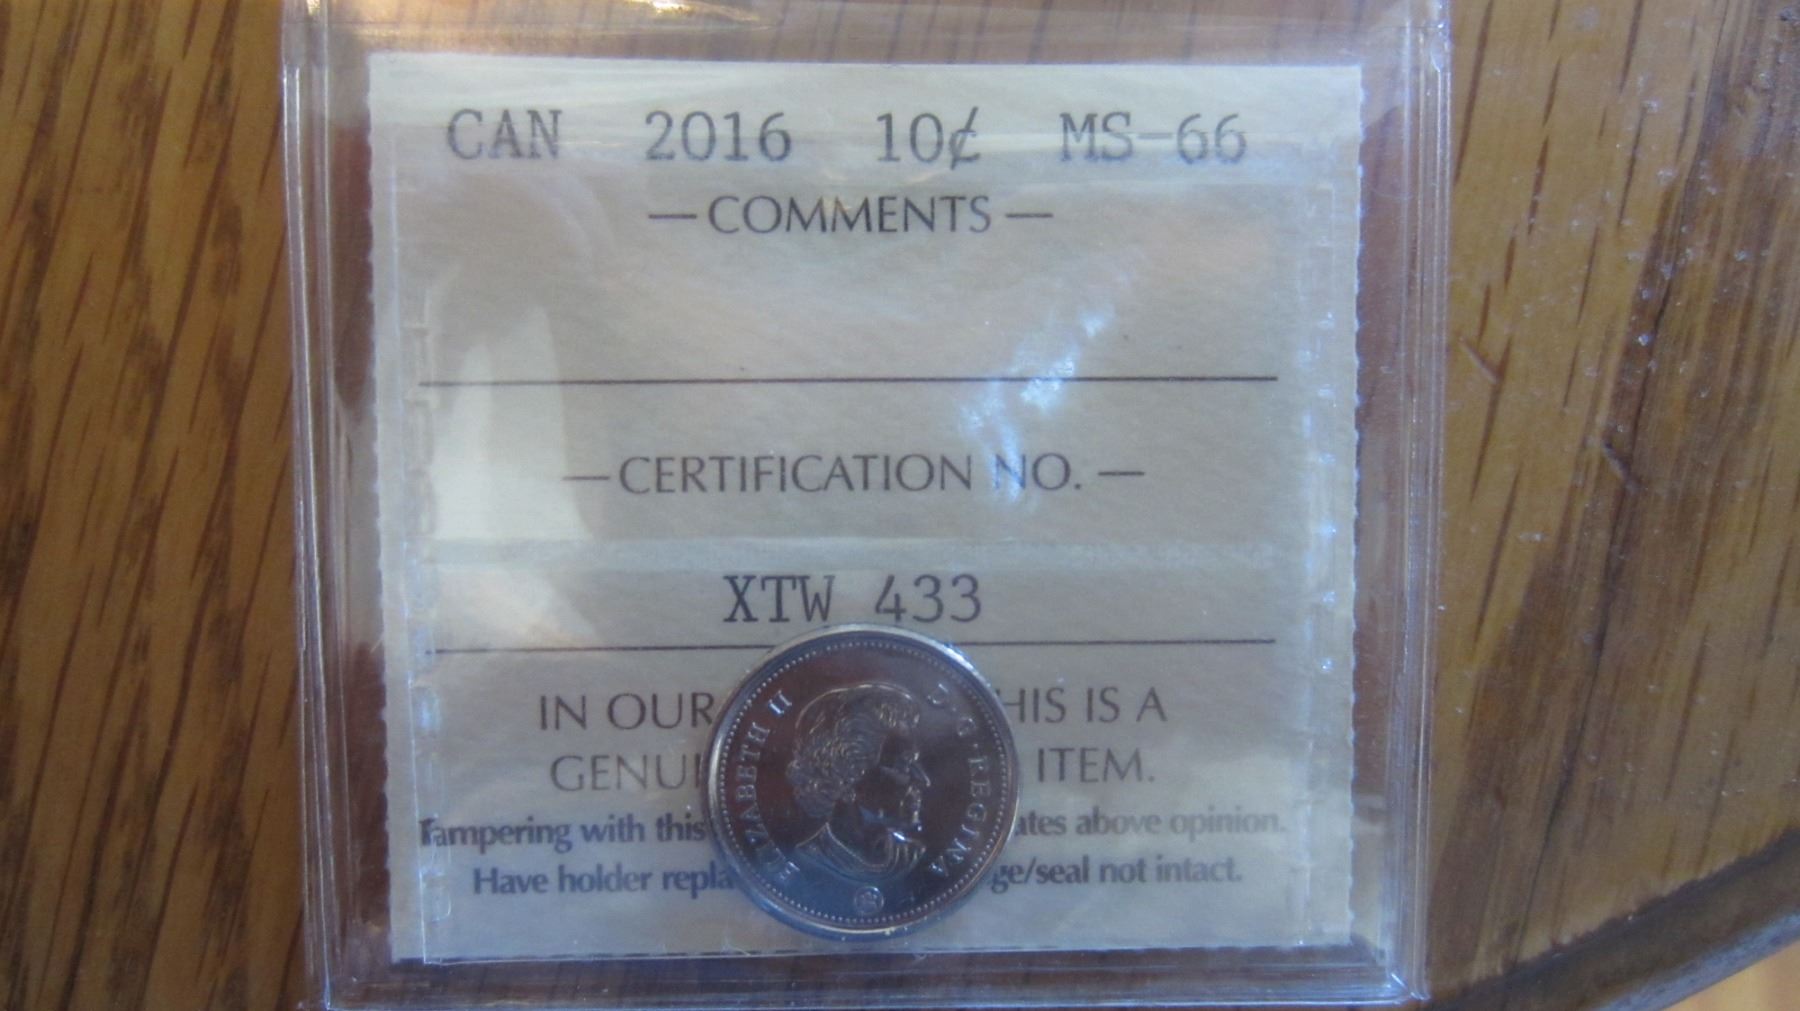 CAN 2016 10¢ MS-66
— COMMENTS —
— CERTIFICATION NO. —
XTW 433
IN OUR HIS IS A
GENUI ITEM.
Tampering with this ates above opinion.
Have holder repla ge/seal not intact.
ELIZABETH II D·G·REGINA